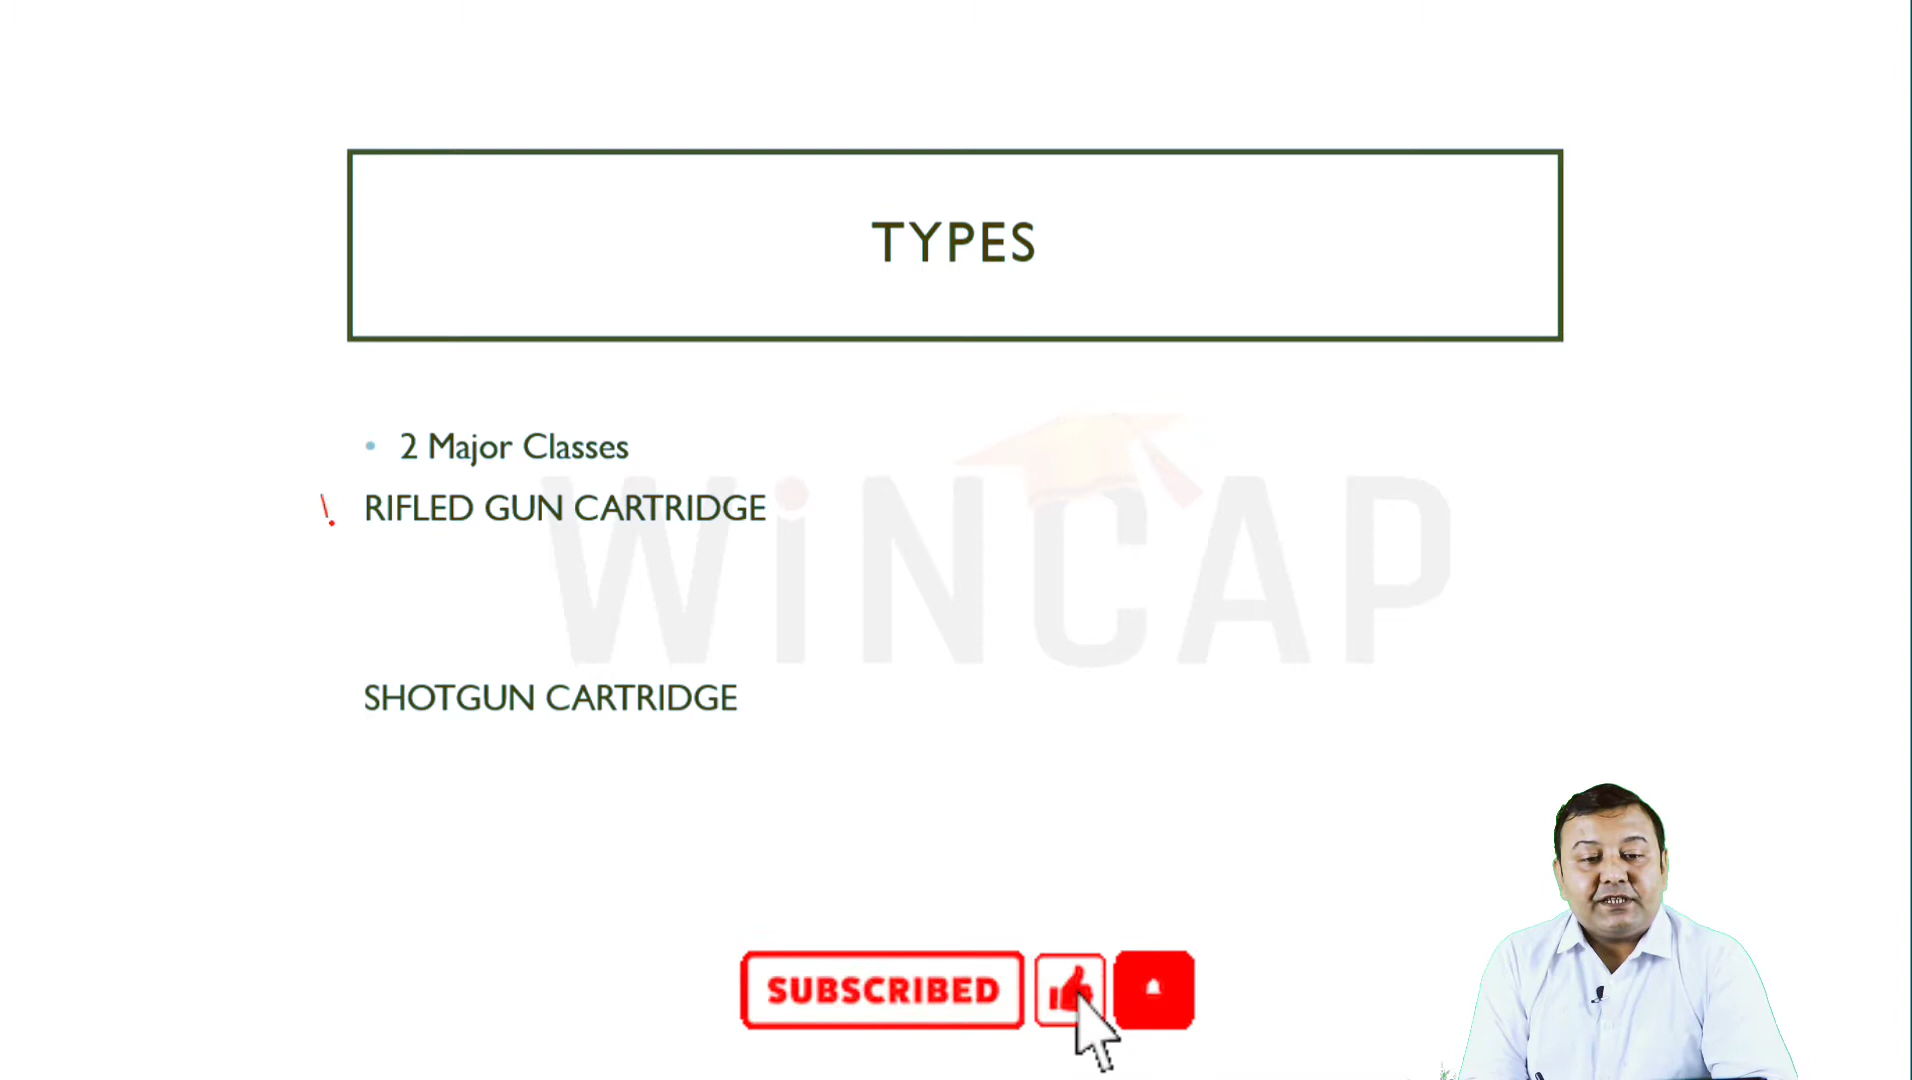 TYPES
2 Major Classes
RIFLED GUN CARTRIDGE
WiNCAP
SHOTGUN CARTRIDGE
SUBSCRIBED